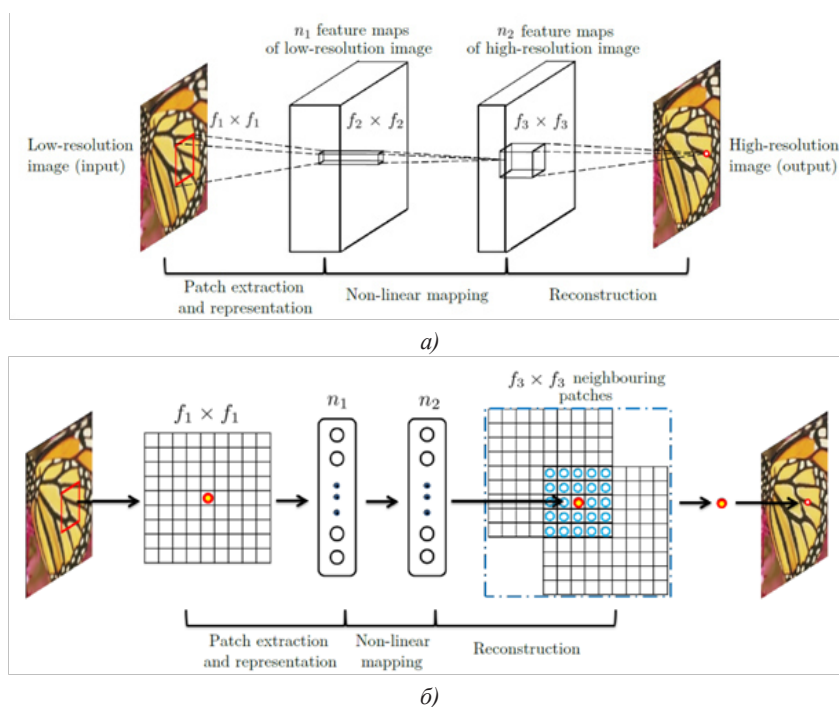 n₁ feature maps
of low-resolution image
n₂ feature maps
of high-resolution image
f₁ × f₁
f₂ × f₂
f₃ × f₃
Low-resolution
image (input)
High-resolution
image (output)
Patch extraction
and representation
Non-linear mapping
Reconstruction
а)
f₁ × f₁
n₁
n₂
f₃ × f₃ neighbouring
patches
Patch extraction
and representation
Non-linear
mapping
Reconstruction
б)